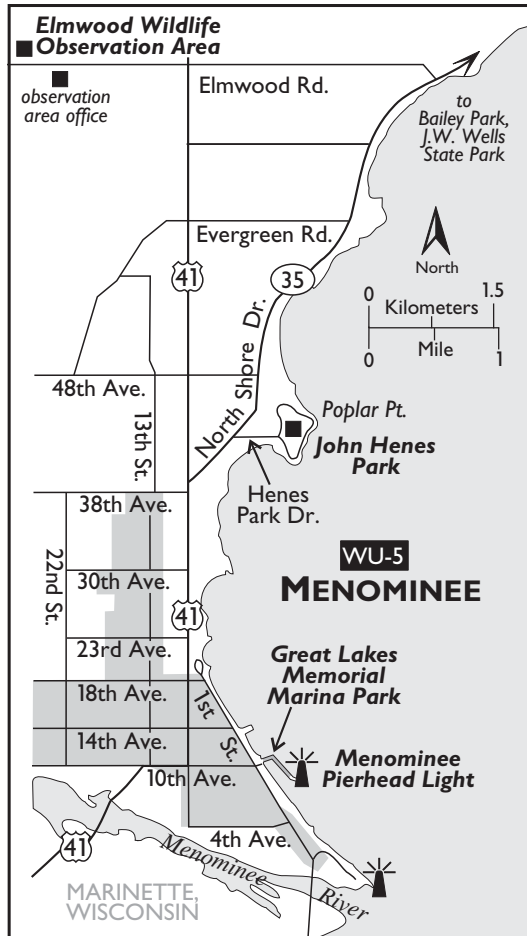 Elmwood Wildlife
Observation Area
observation
area office
Elmwood Rd.
to
Bailey Park,
J.W. Wells
State Park
Evergreen Rd.
41
35
North
0
1.5
Kilometers
Mile
0
1
North Shore Dr.
48th Ave.
13th St.
Poplar Pt.
John Henes
Park
Henes
Park Dr.
38th Ave.
22nd St.
30th Ave.
WU-5
MENOMINEE
41
23rd Ave.
Great Lakes
Memorial
Marina Park
18th Ave.
1st St.
14th Ave.
Menominee
Pierhead Light
10th Ave.
4th Ave.
41
Menominee River
MARINETTE,
WISCONSIN